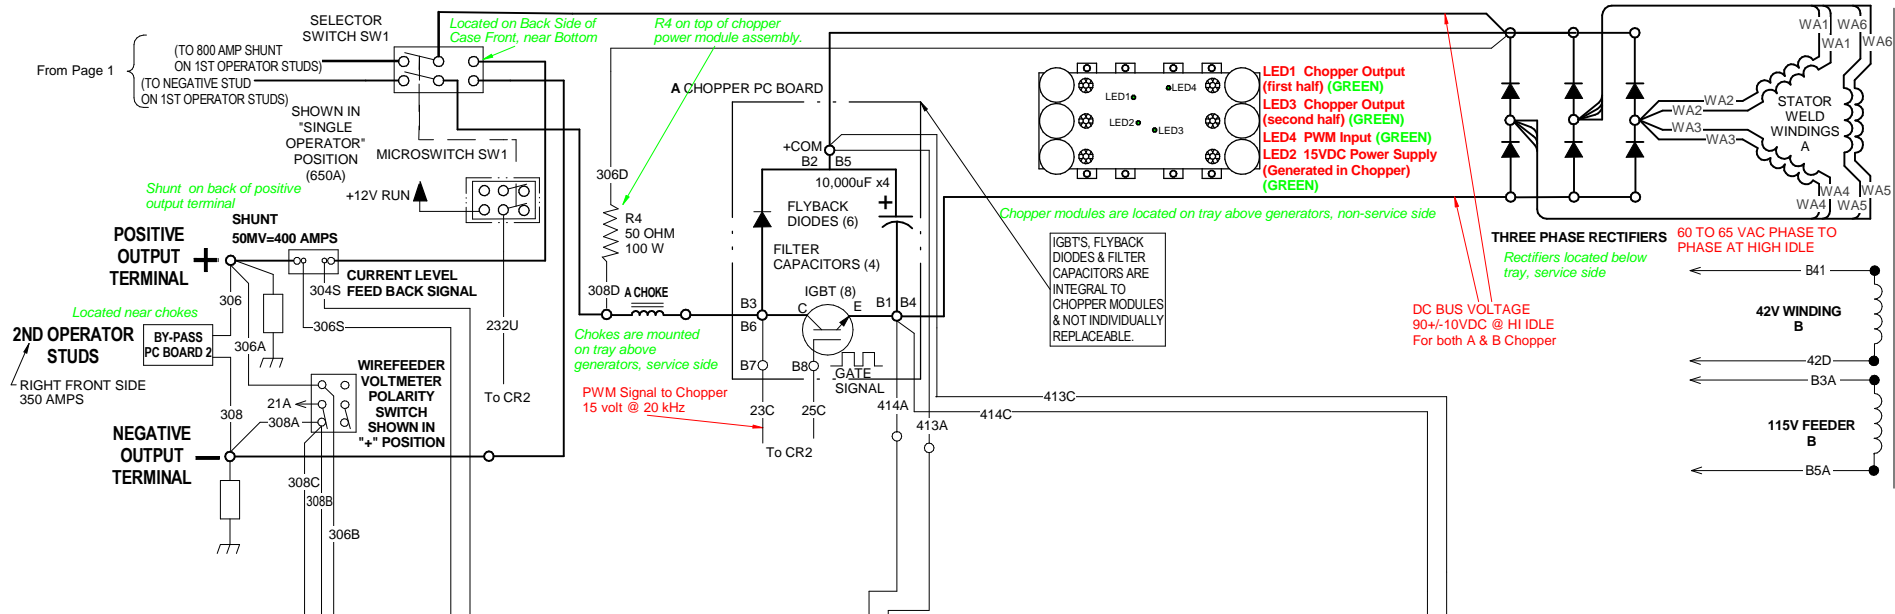 SELECTOR
SWITCH SW1
Located on Back Side of
Case Front, near Bottom
R4 on top of chopper
power module assembly.
From Page 1
(TO 800 AMP SHUNT
ON 1ST OPERATOR STUDS)
(TO NEGATIVE STUD
ON 1ST OPERATOR STUDS)
SHOWN IN
"SINGLE
OPERATOR"
POSITION
(650A)
MICROSWITCH SW1
+12V RUN
Shunt on back of positive
output terminal
SHUNT
50MV=400 AMPS
POSITIVE
OUTPUT
TERMINAL
+
CURRENT LEVEL
FEED BACK SIGNAL
304S
306
306S
306A
Located near chokes
2ND OPERATOR
STUDS
BY-PASS
PC BOARD 2
RIGHT FRONT SIDE
350 AMPS
WIREFEEDER
VOLTMETER
POLARITY
SWITCH
SHOWN IN
"+" POSITION
21A
308
308A
NEGATIVE
OUTPUT
TERMINAL
308C
308B
306B
232U
To CR2
306D
R4
50 OHM
100 W
308D
A CHOKE
Chokes are mounted
on tray above
generators, service side
PWM Signal to Chopper
15 volt @ 20 kHz
A CHOPPER PC BOARD
+COM
B2
B5
10,000uF x4
+
FLYBACK
DIODES (6)
FILTER
CAPACITORS (4)
IGBT (8)
B3
B6
C
E
B1
B4
B7
B8
GATE
SIGNAL
23C
25C
To CR2
414A
413A
413C
414C
LED1
LED4
LED2
LED3
LED1 Chopper Output
(first half) (GREEN)
LED3 Chopper Output
(second half) (GREEN)
LED4 PWM Input (GREEN)
LED2 15VDC Power Supply
(Generated in Chopper)
(GREEN)
Chopper modules are located on tray above generators, non-service side
IGBT'S, FLYBACK
DIODES & FILTER
CAPACITORS ARE
INTEGRAL TO
CHOPPER MODULES
& NOT INDIVIDUALLY
REPLACEABLE.
WA1
WA6
WA1
WA6
WA2
WA2
WA3
WA3
STATOR
WELD
WINDINGS
A
WA4
WA5
WA4
WA5
THREE PHASE RECTIFIERS
Rectifiers located below
tray, service side
60 TO 65 VAC PHASE TO
PHASE AT HIGH IDLE
DC BUS VOLTAGE
90+/-10VDC @ HI IDLE
For both A & B Chopper
B41
42V WINDING
B
42D
B3A
115V FEEDER
B
B5A